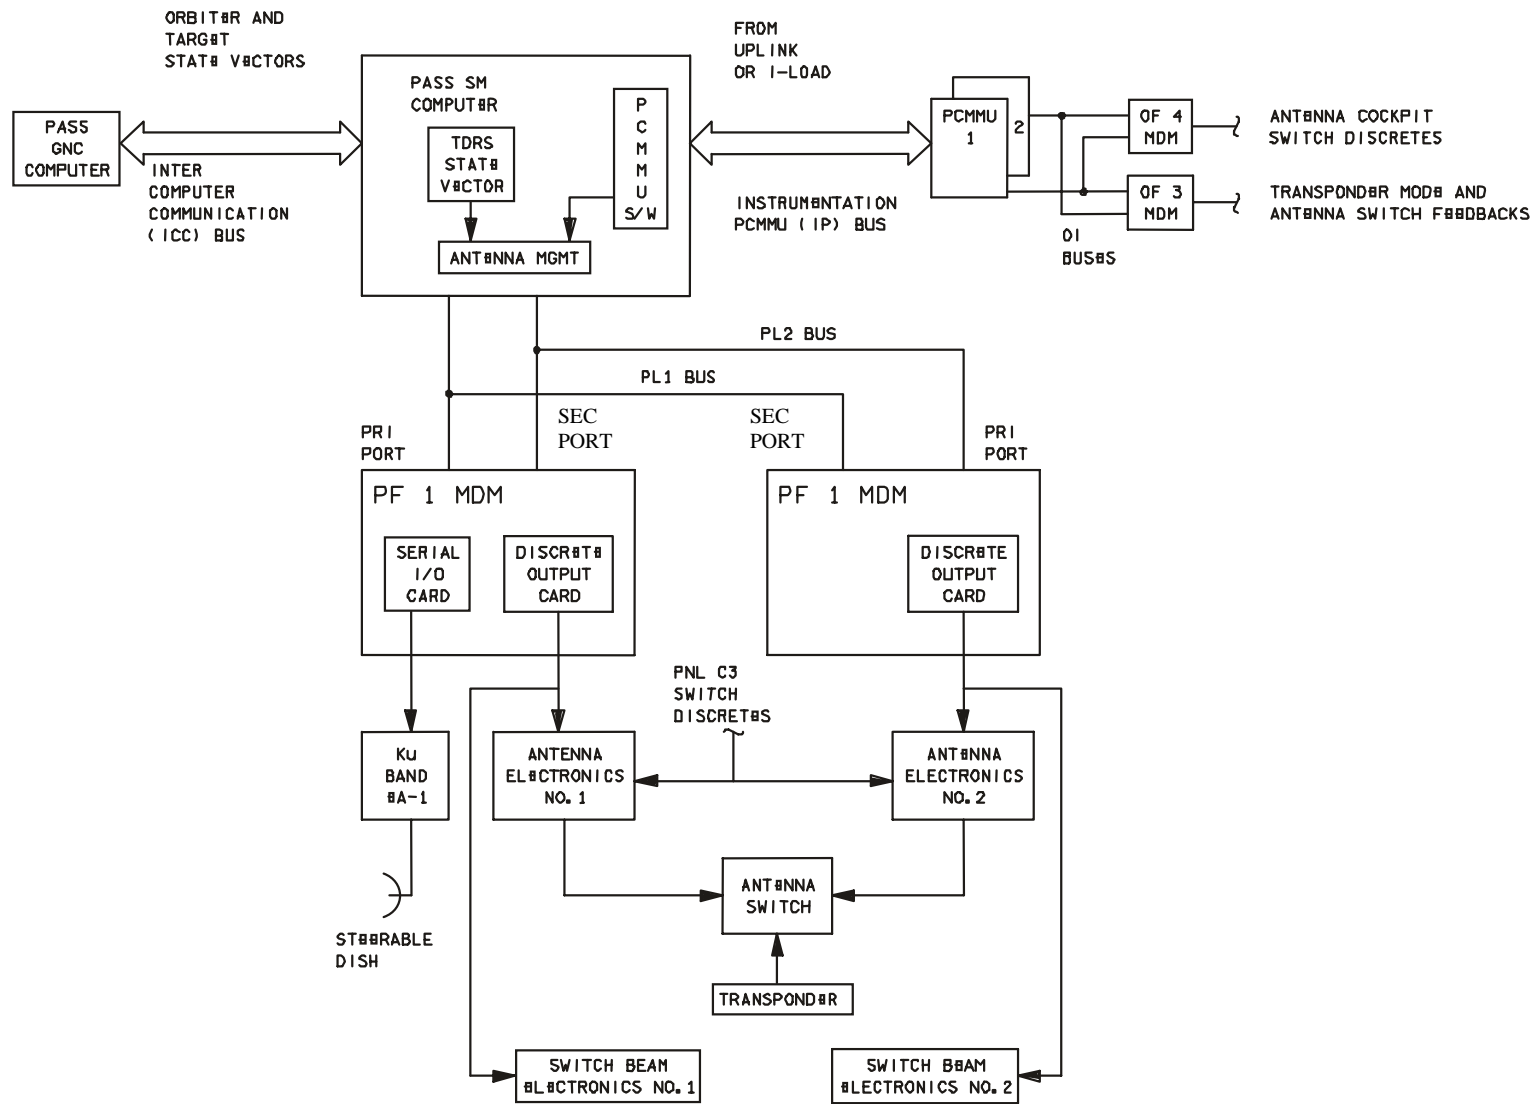 ORBITER AND
TARGET
STATE VECTORS
FROM
UPLINK
OR I-LOAD
PASS
GNC
COMPUTER
INTER
COMPUTER
COMMUNICATION
(ICC) BUS
PASS SM
COMPUTER
TDRS
STATE
VECTOR
P
C
M
M
U
S/W
ANTENNA MGMT
INSTRUMENTATION
PCMMU (IP) BUS
PCMMU
1
2
OF 4
MDM
ANTENNA COCKPIT
SWITCH DISCRETES
OF 3
MDM
TRANSPONDER MODE AND
ANTENNA SWITCH FEEDBACKS
OI
BUSES
PL2 BUS
PL1 BUS
PRI
PORT
SEC
PORT
SEC
PORT
PRI
PORT
PF 1 MDM
SERIAL
I/O
CARD
DISCRETE
OUTPUT
CARD
PF 1 MDM
DISCRETE
OUTPUT
CARD
PNL C3
SWITCH
DISCRETES
Ku
BAND
EA-1
ANTENNA
ELECTRONICS
NO. 1
ANTENNA
ELECTRONICS
NO. 2
ANTENNA
SWITCH
STEERABLE
DISH
TRANSPONDER
SWITCH BEAM
ELECTRONICS NO. 1
SWITCH BEAM
ELECTRONICS NO. 2